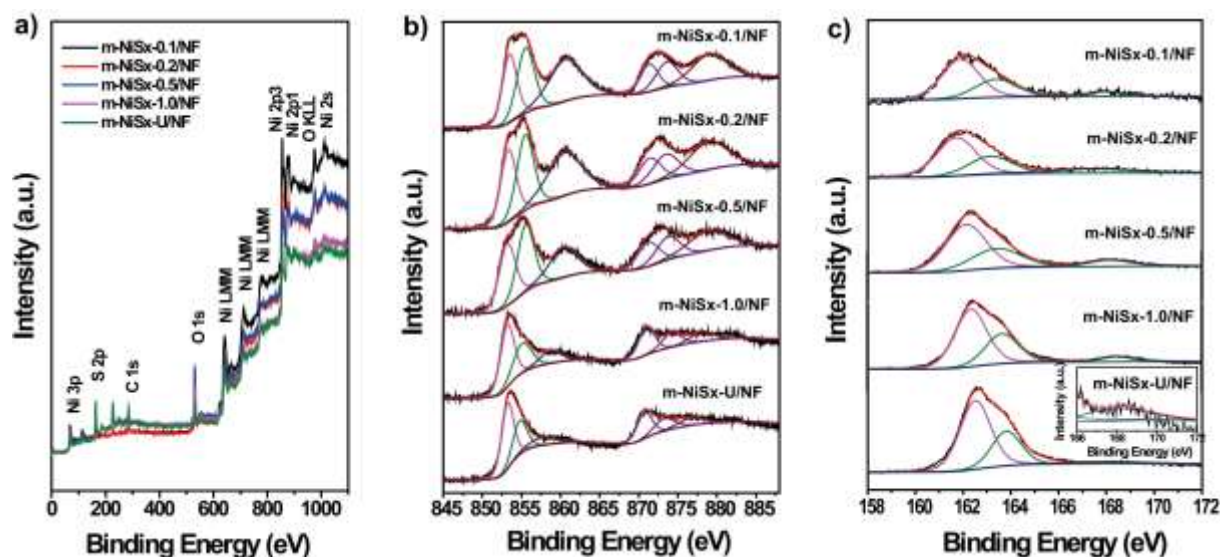 a)
m-NiSx-0.1/NF
m-NiSx-0.2/NF
m-NiSx-0.5/NF
m-NiSx-1.0/NF
m-NiSx-U/NF
Ni 3p
S 2p
C 1s
O 1s
Ni LMM
Ni LMM
Ni LMM
Ni 2p3
Ni 2p1
O KLL
Ni 2s
Intensity (a.u.)
0 200 400 600 800 1000
Binding Energy (eV)
b)
m-NiSx-0.1/NF
m-NiSx-0.2/NF
m-NiSx-0.5/NF
m-NiSx-1.0/NF
m-NiSx-U/NF
Intensity (a.u.)
845 850 855 860 865 870 875 880 885
Binding Energy (eV)
c)
m-NiSx-0.1/NF
m-NiSx-0.2/NF
m-NiSx-0.5/NF
m-NiSx-1.0/NF
m-NiSx-U/NF
Intensity (a.u.)
166 168 170 172
Binding Energy (eV)
Intensity (a.u.)
158 160 162 164 166 168 170 172
Binding Energy (eV)